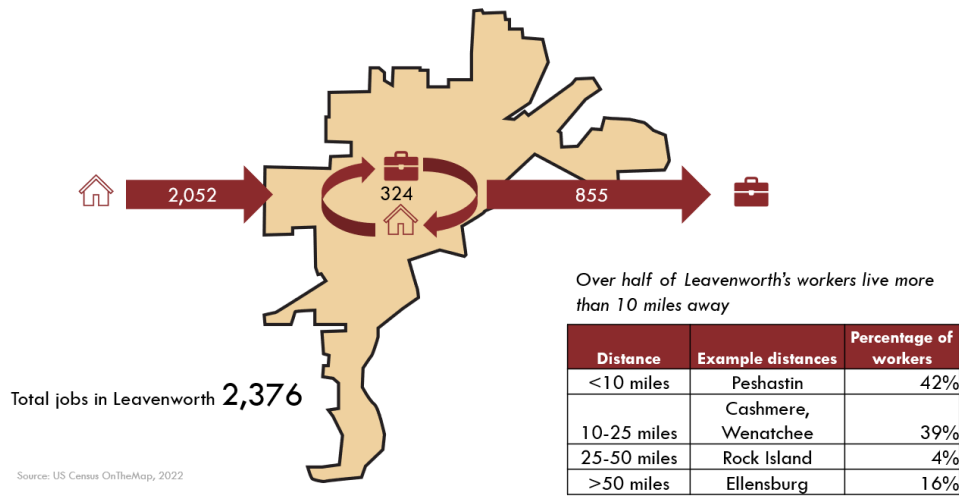 2,052
324
855
Over half of Leavenworth's workers live more
than 10 miles away
Distance Example distances Percentage of workers
<10 miles Peshastin 42%
10-25 miles Cashmere, Wenatchee 39%
25-50 miles Rock Island 4%
>50 miles Ellensburg 16%
Total jobs in Leavenworth 2,376
Source: US Census OnTheMap, 2022